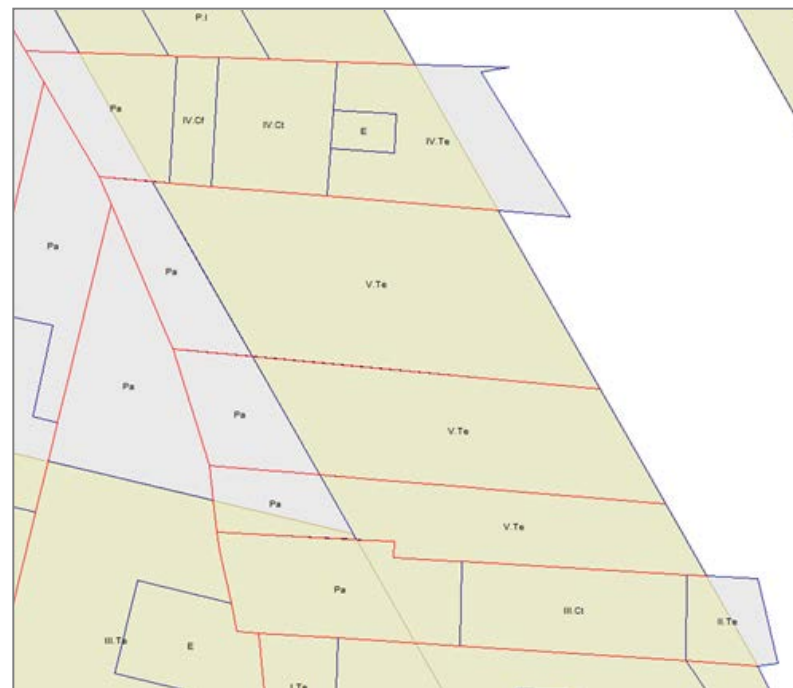 P.I
Pa
IV.Cf
IV.Ct
E
IV.Te
Pa
Pa
V.Te
Pa
Pa
V.Te
Pa
V.Te
Pa
III.Ct
II.Te
III.Te
E
I.Te